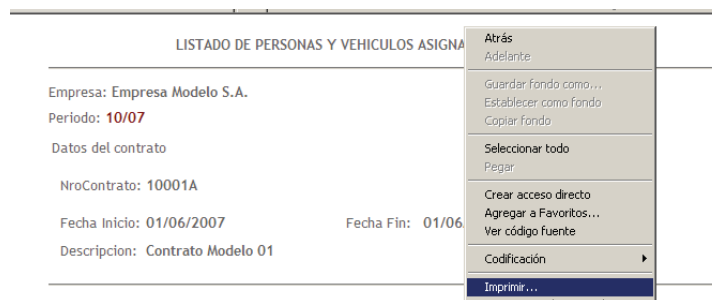 LISTADO DE PERSONAS Y VEHICULOS
Empresa: Empresa Modelo S.A.
Periodo: 10/07
Datos del contrato
NroContrato: 10001A
Fecha Inicio: 01/06/2007 Fecha Fin: 01/06
Descripcion: Contrato Modelo 01
Atrás
Adelante
Guardar fondo como...
Establecer como fondo
Copiar fondo
Seleccionar todo
Pegar
Crear acceso directo
Agregar a Favoritos...
Ver código fuente
Codificación
Imprimir...